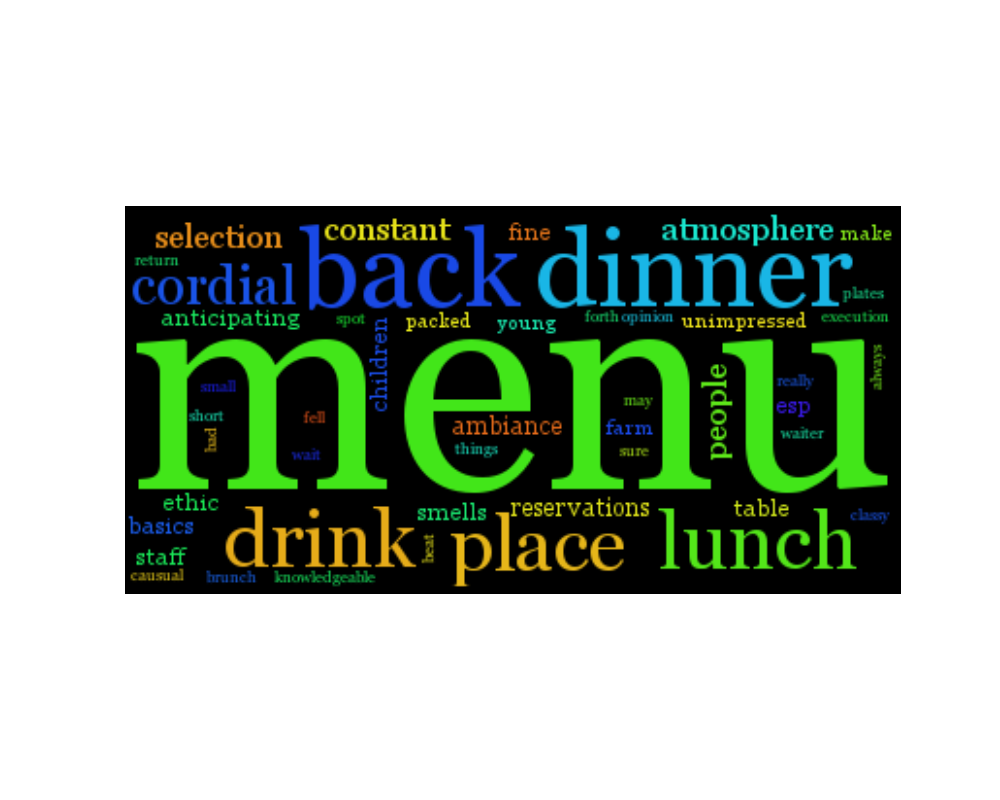 selection constant fine atmosphere make
return
cordial back dinner plates
anticipating spot children packed young forth opinion unimpressed execution
menu
small short bad fell wait
ambiance things
may farm sure people
really esp waiter always
ethic smells reservations table
basics drink place lunch classy
staff
causual brunch knowledgeable